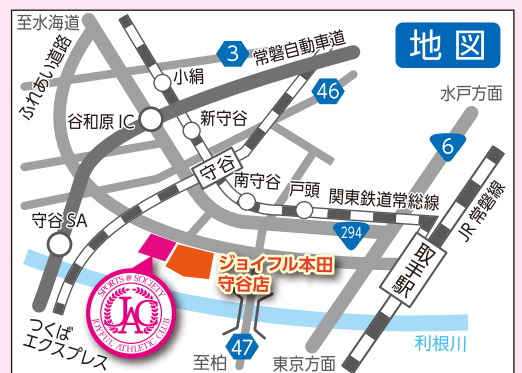 至水海道
地図
ふれあい道路
3
常磐自動車道
小絹
46
水戸方面
谷和原IC
新守谷
6
守谷
南守谷
戸頭
関東鉄道常総線
JR常磐線
守谷SA
294
取手駅
ジョイフル本田
守谷店
SPORTS & SOCIETY
JAC
JOYFUL ATHLETIC CLUB
つくば
エクスプレス
利根川
至柏
47
東京方面